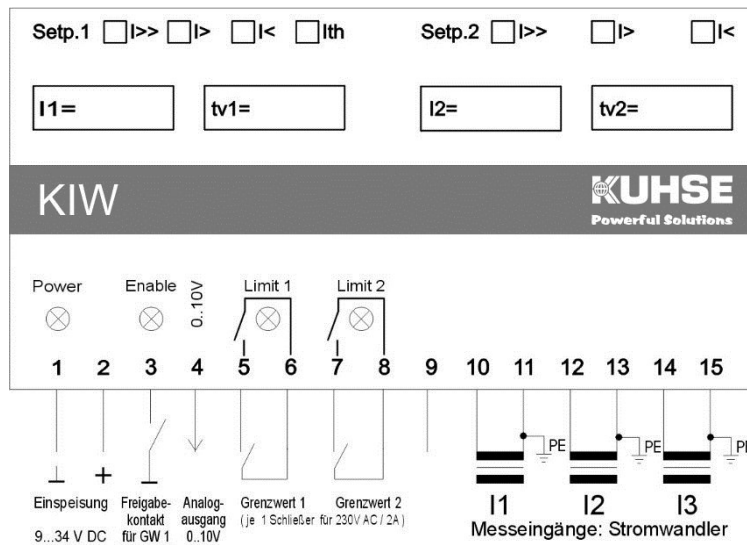 Setp.1 I>> I> I< Ith Setp.2 I>> I> I<
I1= tv1= I2= tv2=
KIW KUHSE
Powerful Solutions
Power Enable 0..10V Limit 1 Limit 2
1 2 3 4 5 6 7 8 9 10 11 12 13 14 15
PE PE PE
+
Einspeisung Freigabe- Analog- Grenzwert 1 Grenzwert 2 I1 I2 I3
kontakt ausgang ( je 1 Schließer für 230V AC / 2A )
9...34 V DC für GW 1 0..10V Messeingänge: Stromwandler